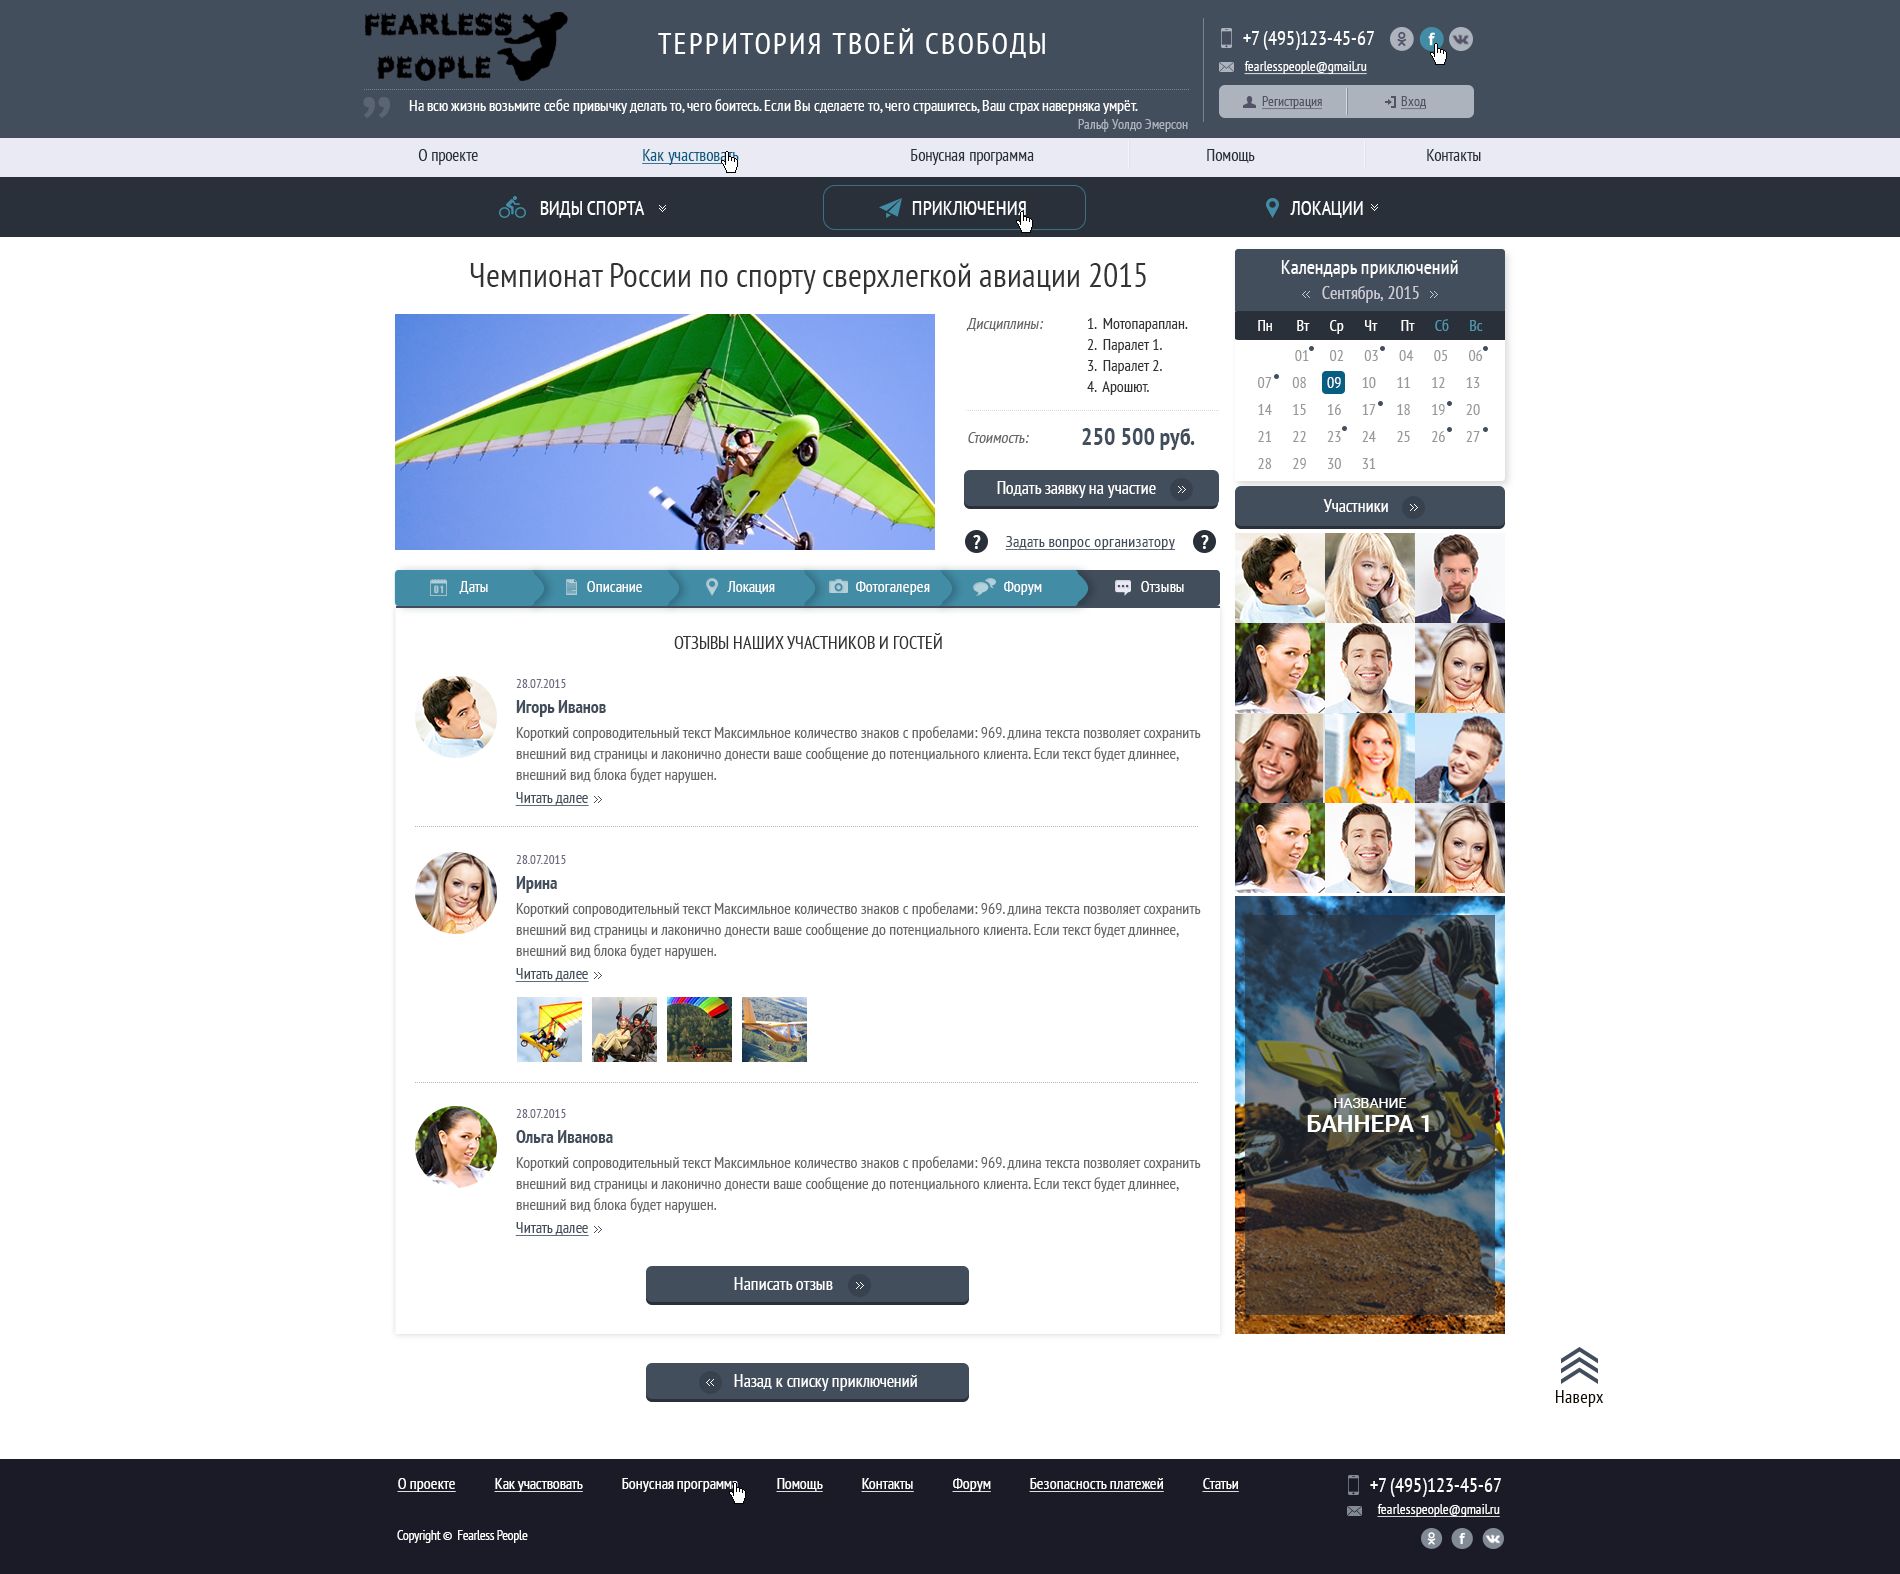 FEARLESS
PEOPLE
ТЕРРИТОРИЯ ТВОЕЙ СВОБОДЫ
+7 (495)123-45-67
fearlesspeople@gmail.ru
На всю жизнь возьмите себе привычку делать то, чего боитесь. Если Вы сделаете то, чего страшитесь, Ваш страх наверняка умрёт.
Ральф Уолдо Эмерсон
Регистрация
Вход
О проекте
Как участвовать
Бонусная программа
Помощь
Контакты
ВИДЫ СПОРТА
ПРИКЛЮЧЕНИЯ
ЛОКАЦИИ
Чемпионат России по спорту сверхлегкой авиации 2015
Дисциплины:
1. Мотопараплан.
2. Паралет 1.
3. Паралет 2.
4. Арошют.
Стоимость:
250 500 руб.
Подать заявку на участие »
? Задать вопрос организатору ?
Календарь приключений
« Сентябрь, 2015 »
Пн Вт Ср Чт Пт Сб Вс
01 02 03 04 05 06
07 08 09 10 11 12 13
14 15 16 17 18 19 20
21 22 23 24 25 26 27
28 29 30 31
Участники »
01 Даты
Описание
Локация
Фотогалерея
Форум
Отзывы
ОТЗЫВЫ НАШИХ УЧАСТНИКОВ И ГОСТЕЙ
28.07.2015
Игорь Иванов
Короткий сопроводительный текст Максимльное количество знаков с пробелами: 969. длина текста позволяет сохранить
внешний вид страницы и лаконично донести ваше сообщение до потенциального клиента. Если текст будет длиннее,
внешний вид блока будет нарушен.
Читать далее »
28.07.2015
Ирина
Короткий сопроводительный текст Максимльное количество знаков с пробелами: 969. длина текста позволяет сохранить
внешний вид страницы и лаконично донести ваше сообщение до потенциального клиента. Если текст будет длиннее,
внешний вид блока будет нарушен.
Читать далее »
28.07.2015
Ольга Иванова
Короткий сопроводительный текст Максимльное количество знаков с пробелами: 969. длина текста позволяет сохранить
внешний вид страницы и лаконично донести ваше сообщение до потенциального клиента. Если текст будет длиннее,
внешний вид блока будет нарушен.
Читать далее »
Написать отзыв »
SUZUKI
НАЗВАНИЕ
БАННЕРА 1
« Назад к списку приключений
Наверх
О проекте
Как участвовать
Бонусная программа
Помощь
Контакты
Форум
Безопасность платежей
Статьи
+7 (495)123-45-67
fearlesspeople@gmail.ru
Copyright © Fearless People